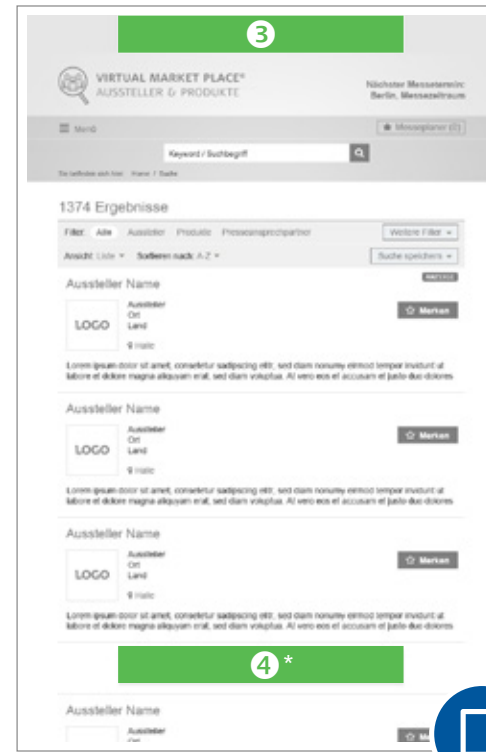 3
VIRTUAL MARKET PLACE®
AUSSTELLER & PRODUKTE
Nächster Messetermin:
Berlin, Messezeitraum
Menü
Messeplaner (0)
Keyword / Suchbegriff
Sie befinden sich hier: Home / Suche
1374 Ergebnisse
Filter: Alle Aussteller Produkte Presseansprechpartner Weitere Filter
Ansicht: Liste Sortieren nach: A-Z Suche speichern
ANZEIGE
Aussteller Name
LOGO
Aussteller
Ort
Land
Halle
Merken
Lorem ipsum dolor sit amet, consetetur sadipscing elitr, sed diam nonumy eirmod tempor invidunt ut
labore et dolore magna aliquyam erat, sed diam voluptua. At vero eos et accusam et justo duo dolores
Aussteller Name
LOGO
Aussteller
Ort
Land
Halle
Merken
Lorem ipsum dolor sit amet, consetetur sadipscing elitr, sed diam nonumy eirmod tempor invidunt ut
labore et dolore magna aliquyam erat, sed diam voluptua. At vero eos et accusam et justo duo dolores
Aussteller Name
LOGO
Aussteller
Ort
Land
Halle
Merken
Lorem ipsum dolor sit amet, consetetur sadipscing elitr, sed diam nonumy eirmod tempor invidunt ut
labore et dolore magna aliquyam erat, sed diam voluptua. At vero eos et accusam et justo duo dolores
4 *
Aussteller Name
Aussteller
Ort